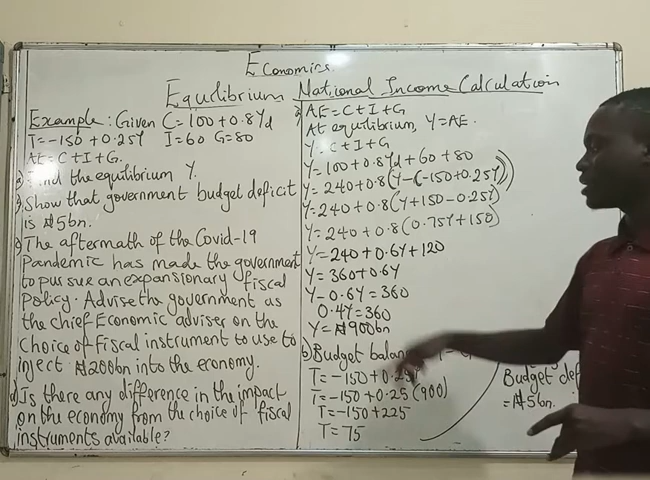 Economics
Equilibrium National Income Calculation
Example: Given C=100+0.8Yd
T=-150+0.25Y I=60 G=80
AE=C+I+G.
a) Find the equilibrium Y.
b) Show that government budget deficit
is ₦5bn.
c) The aftermath of the Covid-19
Pandemic has made the government
to pursue an expansionary fiscal
Policy. Advise the government as
the chief Economic adviser on the
choice of fiscal instrument to use to
inject ₦200bn into the economy.
d) Is there any difference in the impact
on the economy from the choice of fiscal
instruments available?
a) AE=C+I+G
At equilibrium, Y=AE.
Y=C+I+G
Y=100+0.8Yd+60+80
Y=240+0.8(Y-(-150+0.25Y))
Y=240+0.8(Y+150-0.25Y)
Y=240+0.8(0.75Y+150)
Y=240+0.6Y+120
Y=360+0.6Y
Y-0.6Y=360
0.4Y=360
Y=₦900bn
b) Budget
T=-150+0.25Y
T=-150+0.25(900)
T=-150+225
T=75
Budget def
=₦5bn.